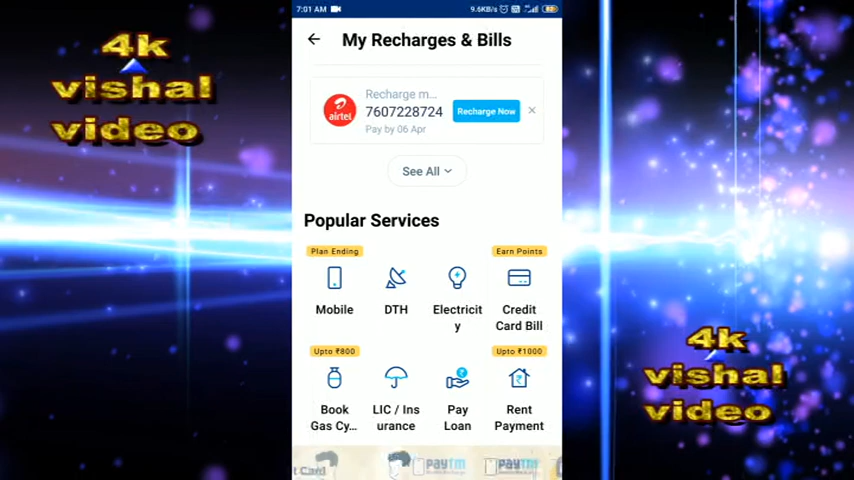 4k
vishal
video
7:01 AM
9.6KB/s
My Recharges & Bills
airtel
Recharge m...
7607228724
Pay by 06 Apr
Recharge Now
See All
Popular Services
Plan Ending
Earn Points
Mobile
DTH
Electricit
y
Credit
Card Bill
Upto ₹800
Upto ₹1000
Book
Gas Cy...
LIC / Ins
urance
Pay
Loan
Rent
Payment
t Card
paytm
paytm
4k
vishal
video